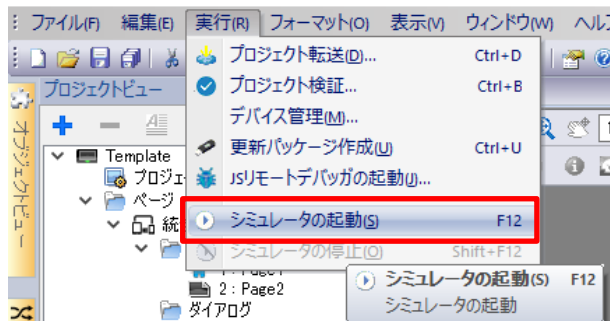 ファイル(F) 編集(E) 実行(R) フォーマット(O) 表示(M) ウィンドウ(W)
プロジェクト転送(D)... Ctrl+D
プロジェクトビュー
プロジェクト検証... Ctrl+B
デバイス管理(M)...
更新パッケージ作成(U) Ctrl+U
JSリモートデバッガの起動(J)...
シミュレータの起動(S) F12
シミュレータの停止(O) Shift+F12
オブジェクトビュー
Template
ページ
統
2 : Page2
ダイアログ
シミュレータの起動(S) F12
シミュレータの起動